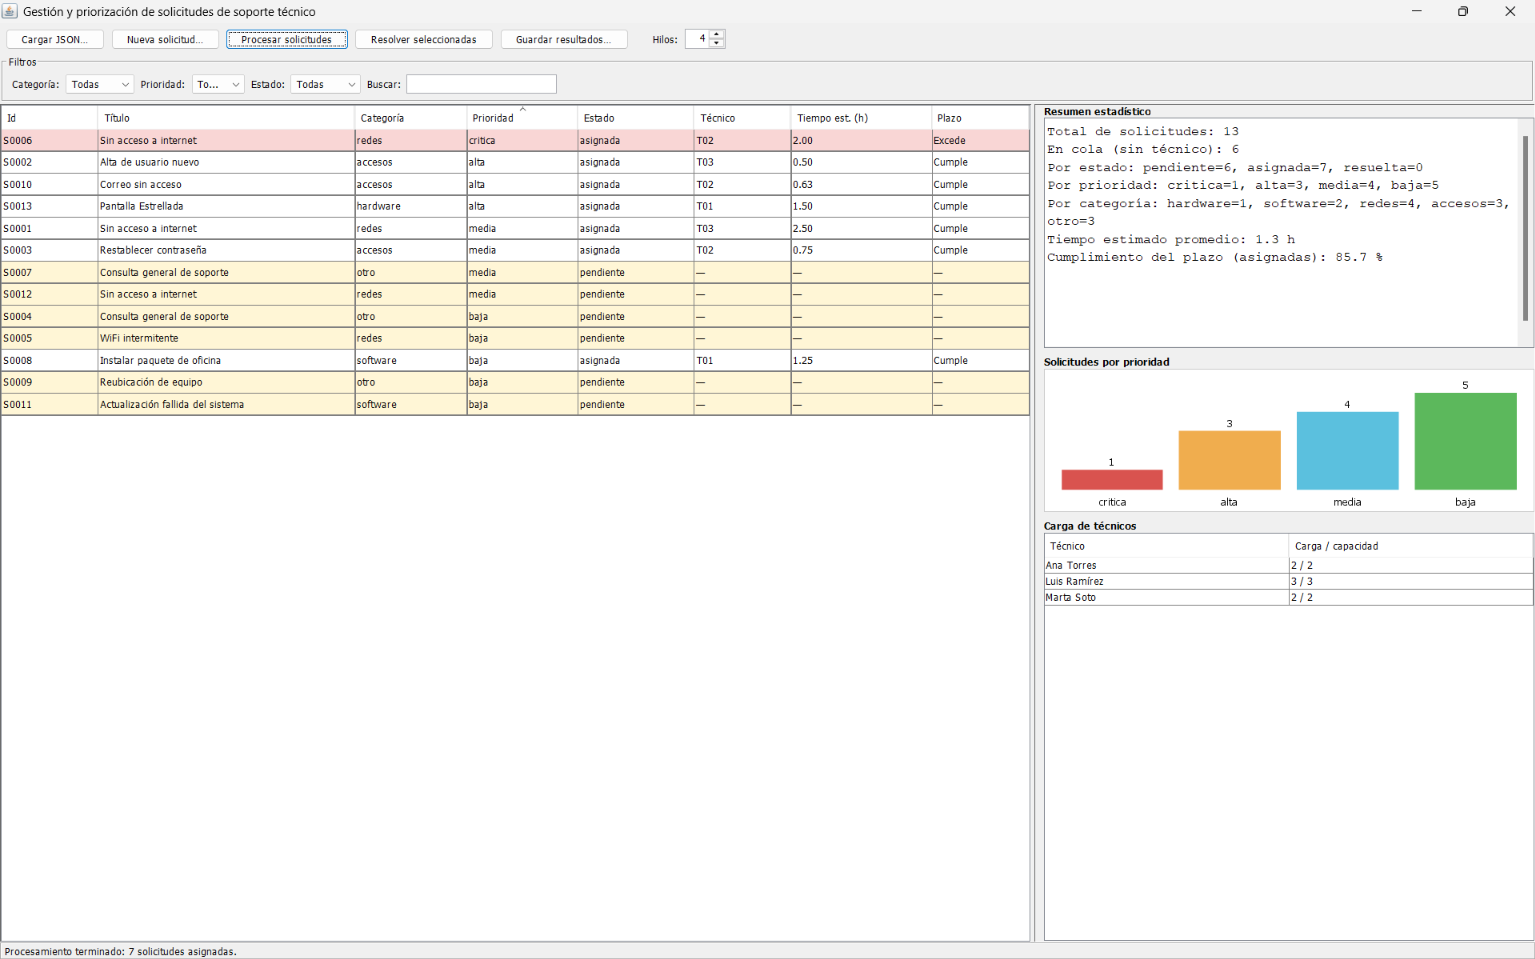 Gestión y priorización de solicitudes de soporte técnico
Cargar JSON... Nueva solicitud... Procesar solicitudes Resolver seleccionadas Guardar resultados... Hilos: 4
Filtros
Categoría: Todas Prioridad: To... Estado: Todas Buscar:
Id Título Categoría Prioridad Estado Técnico Tiempo est. (h) Plazo
S0006 Sin acceso a internet redes critica asignada T02 2.00 Excede
S0002 Alta de usuario nuevo accesos alta asignada T03 0.50 Cumple
S0010 Correo sin acceso accesos alta asignada T02 0.63 Cumple
S0013 Pantalla Estrellada hardware alta asignada T01 1.50 Cumple
S0001 Sin acceso a internet redes media asignada T03 2.50 Cumple
S0003 Restablecer contraseña accesos media asignada T02 0.75 Cumple
S0007 Consulta general de soporte otro media pendiente — — —
S0012 Sin acceso a internet redes media pendiente — — —
S0004 Consulta general de soporte otro baja pendiente — — —
S0005 WiFi intermitente redes baja pendiente — — —
S0008 Instalar paquete de oficina software baja asignada T01 1.25 Cumple
S0009 Reubicación de equipo otro baja pendiente — — —
S0011 Actualización fallida del sistema software baja pendiente — — —
Resumen estadístico
Total de solicitudes: 13
En cola (sin técnico): 6
Por estado: pendiente=6, asignada=7, resuelta=0
Por prioridad: critica=1, alta=3, media=4, baja=5
Por categoría: hardware=1, software=2, redes=4, accesos=3,
otro=3
Tiempo estimado promedio: 1.3 h
Cumplimiento del plazo (asignadas): 85.7 %
Solicitudes por prioridad
1 3 4 5
critica alta media baja
Carga de técnicos
Técnico Carga / capacidad
Ana Torres 2 / 2
Luis Ramírez 3 / 3
Marta Soto 2 / 2
Procesamiento terminado: 7 solicitudes asignadas.